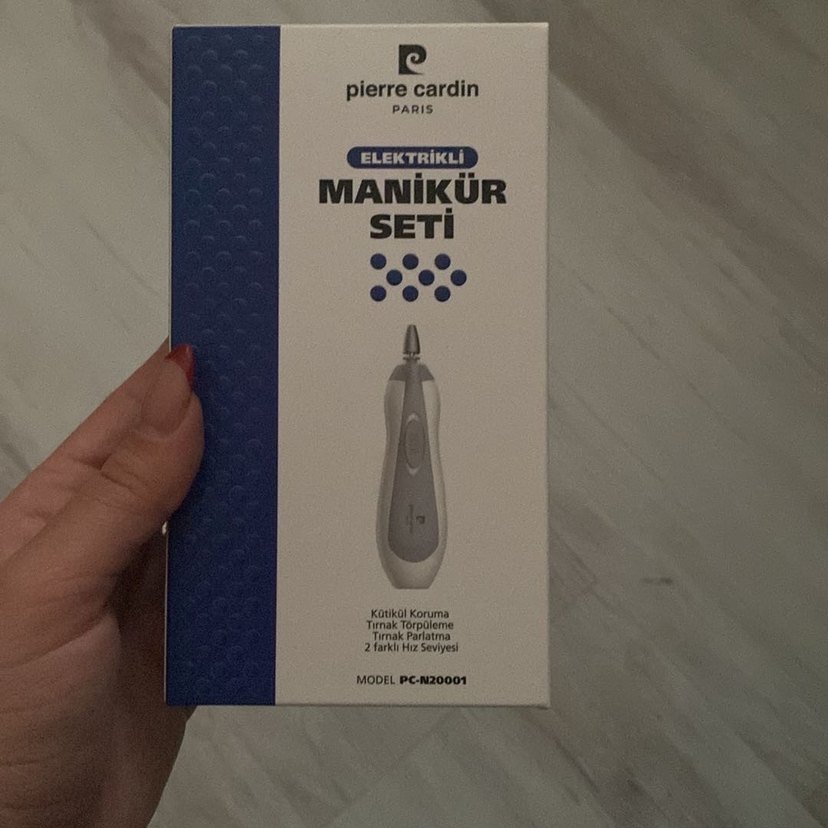 pierre cardin
PARIS
ELEKTRİKLİ
MANİKÜR
SETİ
Kütikül Koruma
Tırnak Törpüleme
Tırnak Parlatma
2 farklı Hız Seviyesi
MODEL PC-N20001